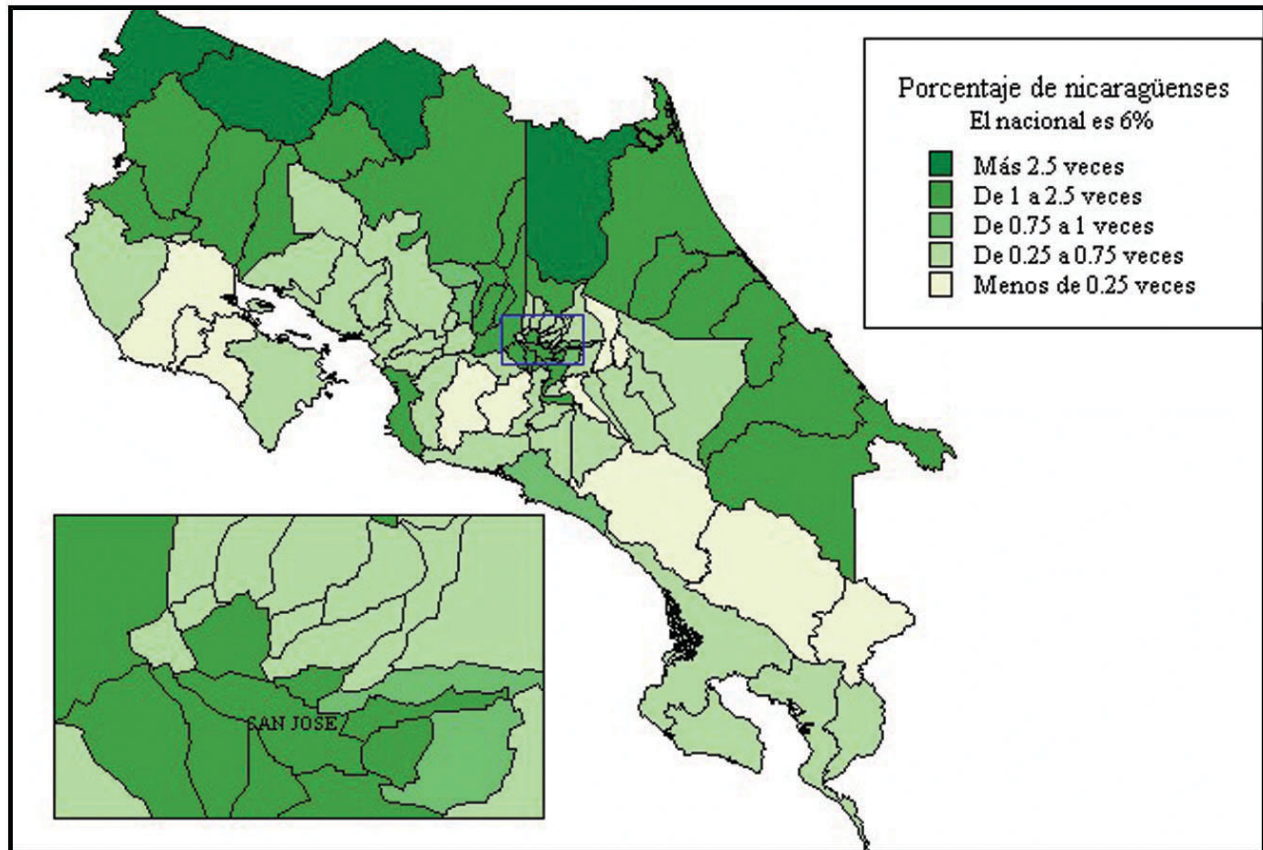 Porcentaje de nicaragüenses
El nacional es 6%
Más 2.5 veces
De 1 a 2.5 veces
De 0.75 a 1 veces
De 0.25 a 0.75 veces
Menos de 0.25 veces
SAN JOSE